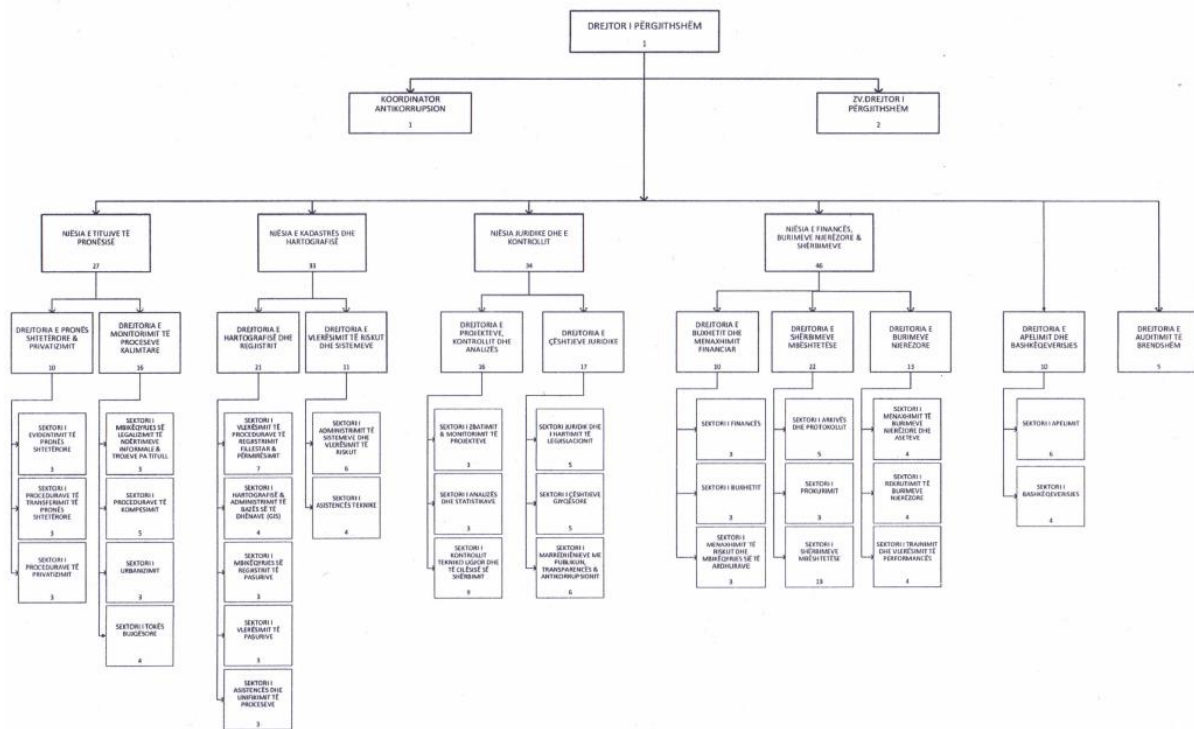 DREJTOR I PËRGJITHSHËM
1
KOORDINATOR
ANTIKORRUPSION
1
ZV.DREJTOR I
PËRGJITHSHËM
2
NJËSIA E TITUJVE TË
PRONËSISË
27
NJËSIA E KADASTRËS DHE
HARTOGRAFISË
33
NJËSIA JURIDIKE DHE E
KONTROLLIT
34
NJËSIA E FINANCËS,
BURIMEVE NJERËZORE &
SHËRBIMEVE
46
DREJTORIA E PRONËS
SHTETËRORE &
PRIVATIZIMIT
10
DREJTORIA E
MONITORIMIT TË
PROCESEVE
KALIMTARE
16
DREJTORIA E
HARTOGRAFISË DHE
REGJISTRIT
21
DREJTORIA E
VLERËSIMIT TË RISKUT
DHE SISTEMEVE
11
DREJTORIA E
PROJEKTEVE,
KONTROLLIT DHE
ANALIZËS
16
DREJTORIA E
ÇËSHTJEVE JURIDIKE
17
DREJTORIA E
BUXHETIT DHE
MENAXHIMIT
FINANCIAR
10
DREJTORIA E
SHËRBIMEVE
MBËSHTETËSE
22
DREJTORIA E
BURIMEVE
NJERËZORE
13
DREJTORIA E
APELIMIT DHE
BASHKËQEVERISJES
10
DREJTORIA E
AUDITIMIT TË
BRENDSHËM
5
SEKTORI I
EVIDENTIMIT TË
PRONËS
SHTETËRORE
3
SEKTORI I
PROCEDURAVE TË
TRANSFERIMIT TË
PRONËS
SHTETËRORE
3
SEKTORI I
PROCEDURAVE TË
PRIVATIZIMIT
3
SEKTORI I
MBIKËQYRJES SË
LEGALIZIMIT TË
NDËRTIMEVE
INFORMALE &
TROJEVE PA TITULL
3
SEKTORI I
PROCEDURAVE TË
KOMPESIMIT
5
SEKTORI I
URBANIZIMIT
3
SEKTORI I TOKËS
BUJQËSORE
4
SEKTORI I
VLERËSIMIT TË
PROCEDURAVE TË
REGJISTRIMIT
FILLESTAR &
PËRMIRËSIMIT
7
SEKTORI I
HARTOGRAFISË &
ADMINISTRIMIT TË
BAZËS SË TË
DHËNAVE (GIS)
4
SEKTORI I
MBIKËQYRJES SË
REGJISTRIT TË
PASURIVE
3
SEKTORI I
VLERËSIMIT TË
PASURIVE
3
SEKTORI I
ASISTENCËS DHE
UNIFIKIMIT TË
PROCESEVE
3
SEKTORI I
ADMINISTRIMIT TË
SISTEMEVE DHE
VLERËSIMIT TË
RISKUT
6
SEKTORI I
ASISTENCËS TEKNIKE
4
SEKTORI I ZBATIMIT
& MONITORIMIT TË
PROJEKTEVE
3
SEKTORI I ANALIZËS
DHE STATISTIKAVE
3
SEKTORI I
KONTROLLIT
TEKNIKO LIGJOR DHE
TË CILËSISË SË
SHËRBIMIT
9
SEKTORI JURIDIK DHE
I HARTIMIT TË
LEGJISLACIONIT
5
SEKTORI I ÇËSHTJEVE
GJYQËSORE
5
SEKTORI I
MARRËDHËNIEVE ME
PUBLIKUN,
TRANSPARENCËS &
ANTIKORRUPSIONIT
6
SEKTORI I FINANCËS
3
SEKTORI I BUXHETIT
3
SEKTORI I
MENAXHIMIT TË
RISKUT DHE
MBIKËQYRJES SË TË
ARDHURAVE
3
SEKTORI I ARKIVËS
DHE PROTOKOLLIT
5
SEKTORI I
PROKURIMIT
3
SEKTORI I
SHËRBIMEVE
MBËSHTETËSE
13
SEKTORI I
MENAXHIMIT TË
BURIMEVE
NJERËZORE DHE
ASETEVE
4
SEKTORI I
REKRUTIMIT TË
BURIMEVE
NJERËZORE
4
SEKTORI I TRAJNIMIT
DHE VLERËSIMIT TË
PERFORMANCËS
4
SEKTORI I APELIMIT
6
SEKTORI I
BASHKËQEVERISJES
4